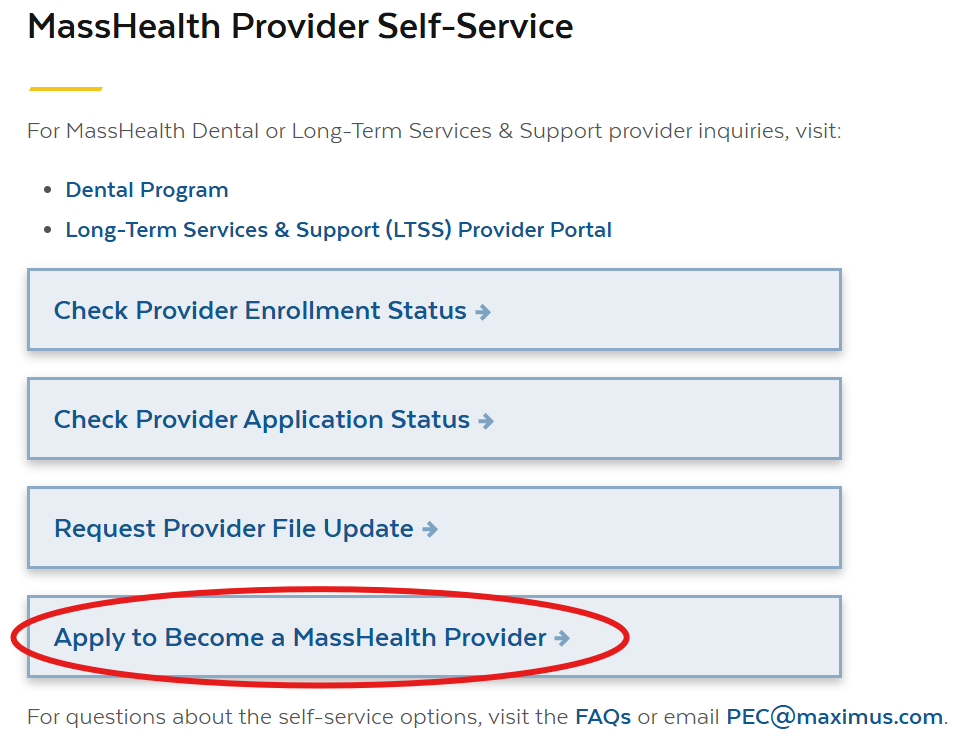 MassHealth Provider Self-Service
For MassHealth Dental or Long-Term Services & Support provider inquiries, visit:
Dental Program
Long-Term Services & Support (LTSS) Provider Portal
Check Provider Enrollment Status
Check Provider Application Status
Request Provider File Update
Apply to Become a MassHealth Provider
For questions about the self-service options, visit the FAQs or email PEC@maximus.com.